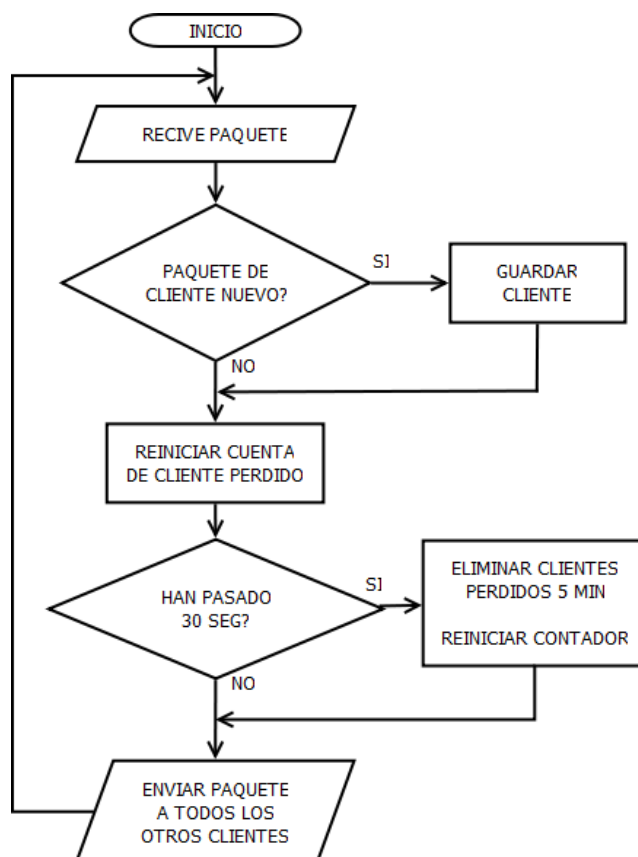 INICIO
RECIVE PAQUETE
PAQUETE DE
CLIENTE NUEVO?
SI
GUARDAR
CLIENTE
NO
REINICIAR CUENTA
DE CLIENTE PERDIDO
HAN PASADO
30 SEG?
SI
ELIMINAR CLIENTES
PERDIDOS 5 MIN
REINICIAR CONTADOR
NO
ENVIAR PAQUETE
A TODOS LOS
OTROS CLIENTES